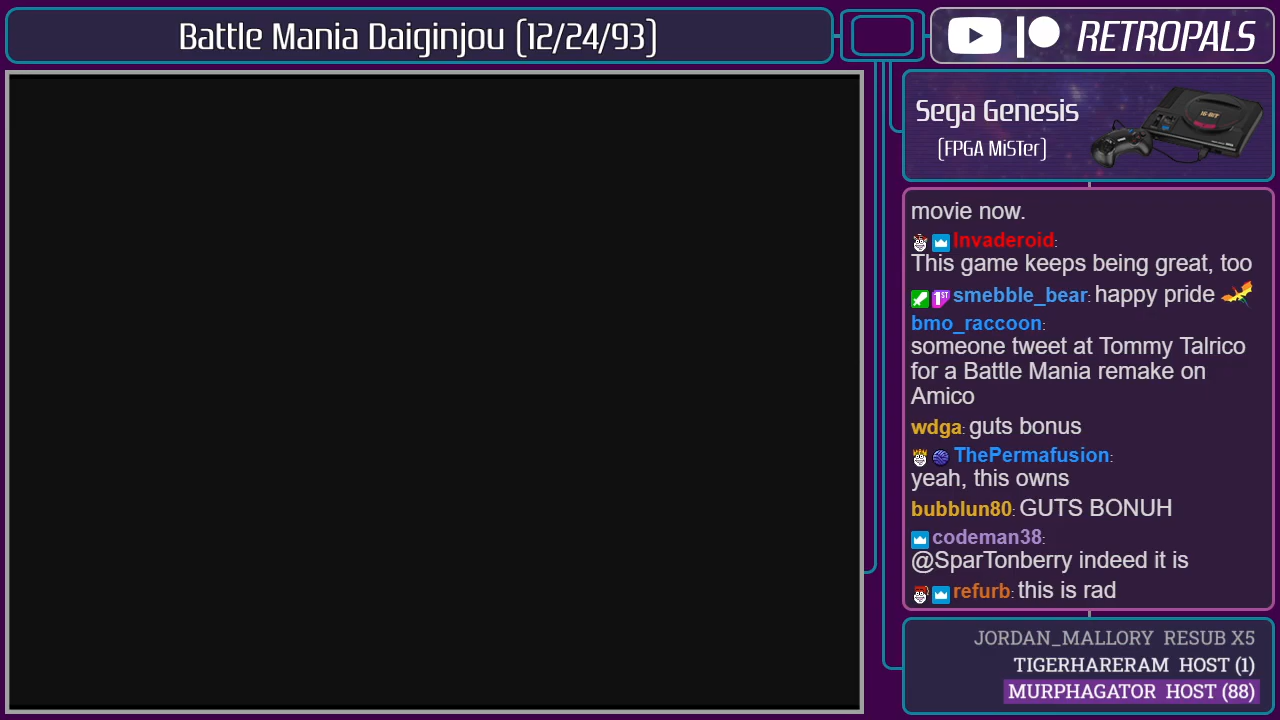 Battle Mania Daiginjou (12/24/93)
RETROPALS
Sega Genesis
(FPGA MiSTer)
16-BIT
movie now.
Invaderoid:
This game keeps being great, too
1ST smebble_bear: happy pride
bmo_raccoon:
someone tweet at Tommy Talrico
for a Battle Mania remake on
Amico
wdga: guts bonus
ThePermafusion:
yeah, this owns
bubblun80: GUTS BONUH
codeman38:
@SparTonberry indeed it is
refurb: this is rad
JORDAN_MALLORY RESUB X5
TIGERHARERAM HOST (1)
MURPHAGATOR HOST (88)